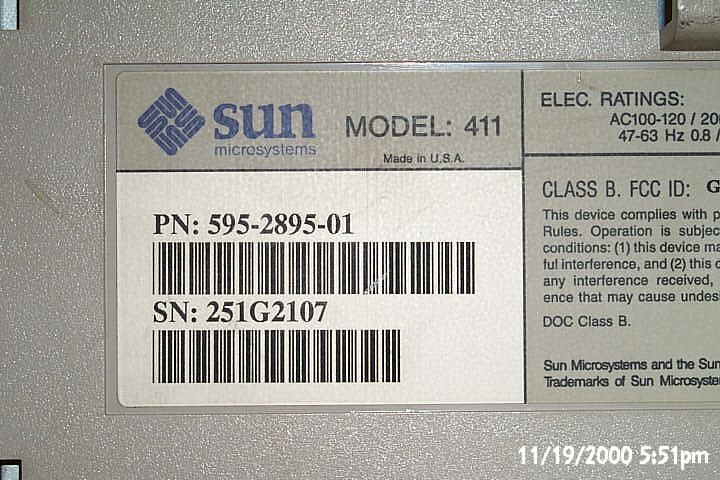 sun
microsystems
MODEL: 411
Made in U.S.A.
PN: 595-2895-01
SN: 251G2107
ELEC. RATINGS:
AC100-120 / 200
47-63 Hz 0.8 /
CLASS B. FCC ID: G
This device complies with p
Rules. Operation is subjec
conditions: (1) this device ma
ful interference, and (2) this d
any interference received,
ence that may cause undes
DOC Class B.
Sun Microsystems and the Sun
Trademarks of Sun Microsyste
11/19/2000 5:51pm